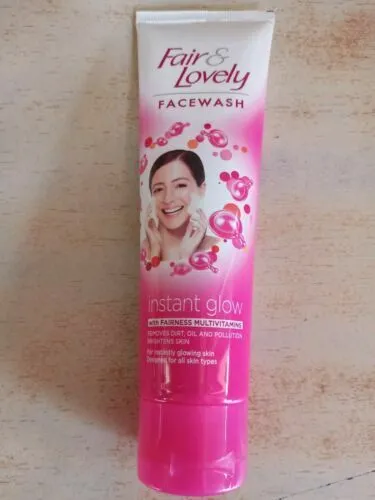 Fair & Lovely
FACEWASH
instant glow
with FAIRNESS MULTIVITAMINS
REMOVES DIRT, OIL AND POLLUTION
BRIGHTENS SKIN
For instantly glowing skin
Designed for all skin types